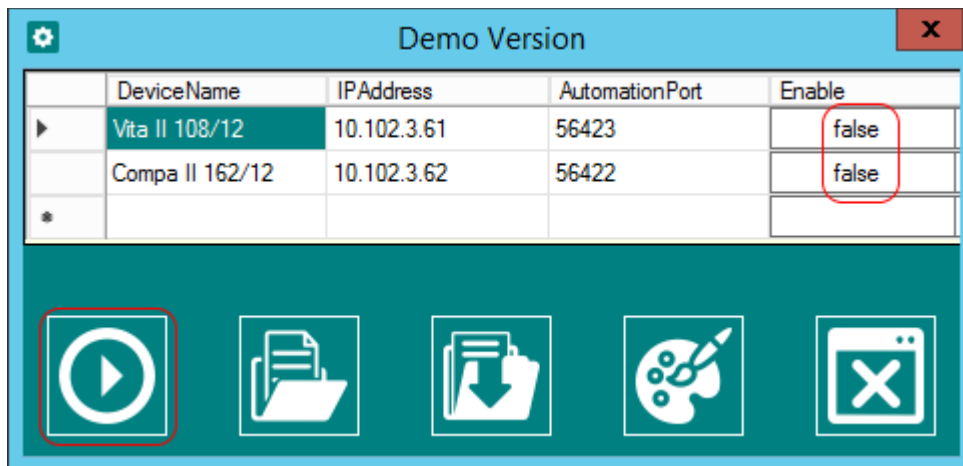 Demo Version
x
DeviceName IPAddress AutomationPort Enable
Vita II 108/12 10.102.3.61 56423 false
Compa II 162/12 10.102.3.62 56422 false